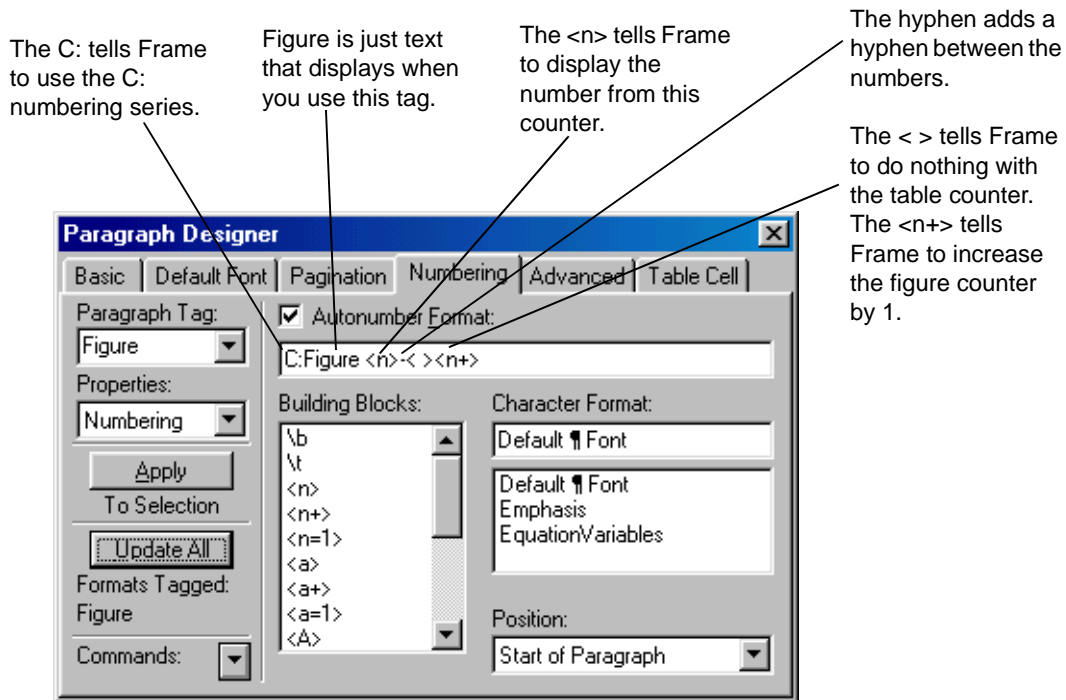 The C: tells Frame
to use the C:
numbering series.
Figure is just text
that displays when
you use this tag.
The <n> tells Frame
to display the
number from this
counter.
The hyphen adds a
hyphen between the
numbers.
The < > tells Frame
to do nothing with
the table counter.
The <n+> tells
Frame to increase
the figure counter
by 1.
Paragraph Designer
Basic Default Font Pagination Numbering Advanced Table Cell
Paragraph Tag:
Figure
Properties:
Numbering
Apply
To Selection
Update All
Formats Tagged:
Figure
Commands:
Autonumber Format:
C:Figure <n>-< ><n+>
Building Blocks:
\b
\t
<n>
<n+>
<n=1>
<a>
<a+>
<a=1>
<A>
Character Format:
Default ¶ Font
Default ¶ Font
Emphasis
EquationVariables
Position:
Start of Paragraph